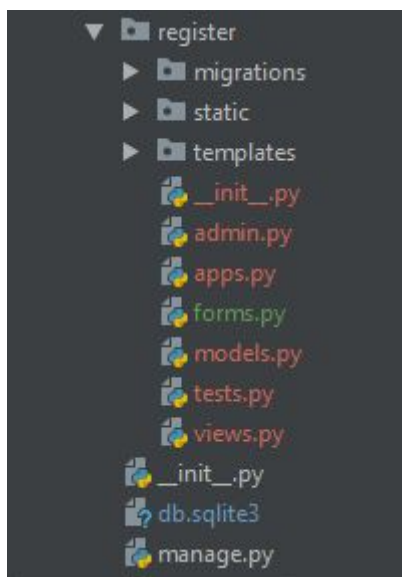 register
migrations
static
templates
__init__.py
admin.py
apps.py
forms.py
models.py
tests.py
views.py
__init__.py
db.sqlite3
manage.py